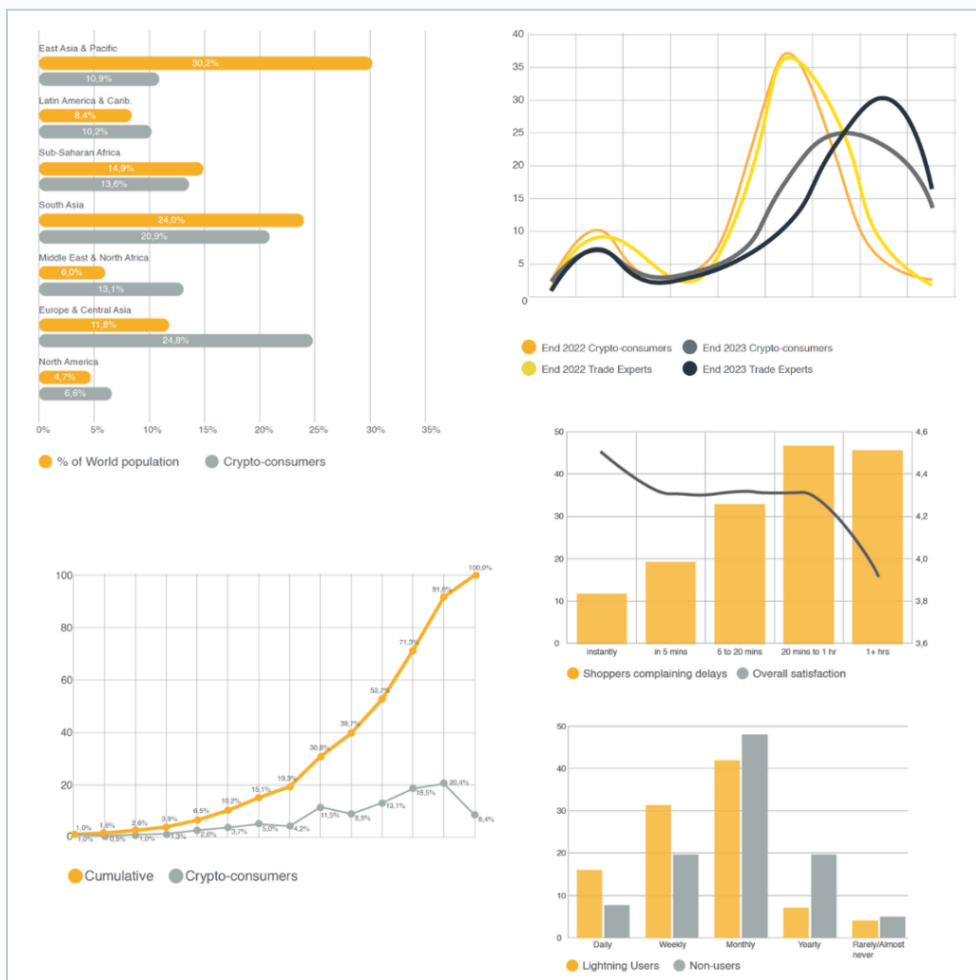 East Asia & Pacific
30,2%
10,9%
Latin America & Carib.
8,4%
10,2%
Sub-Saharan Africa
14,9%
13,6%
South Asia
24,0%
20,9%
Middle East & North Africa
6,0%
13,1%
Europe & Central Asia
11,8%
24,8%
North America
4,7%
6,6%
0% 5% 10% 15% 20% 25% 30% 35%
% of World population Crypto-consumers
40
35
30
25
20
15
10
5
0
End 2022 Crypto-consumers End 2023 Crypto-consumers
End 2022 Trade Experts End 2023 Trade Experts
50 4,6
40 4,4
30 4,2
20 4,0
10 3,8
0 3,6
instantly in 5 mins 5 to 20 mins 20 mins to 1 hr 1+ hrs
Shoppers complaining delays Overall satisfaction
100
80
60
40
20
0
1,0% 1,6% 2,6% 3,9% 6,5% 10,2% 15,1% 19,3% 30,8% 39,7% 52,7% 71,3% 91,6% 100,0%
1,0% 1,0% 1,3% 2,6% 3,7% 5,0% 4,2% 11,5% 8,9% 13,1% 18,5% 20,4% 8,4%
Cumulative Crypto-consumers
50
40
30
20
10
0
Daily Weekly Monthly Yearly Rarely/Almost
never
Lightning Users Non-users